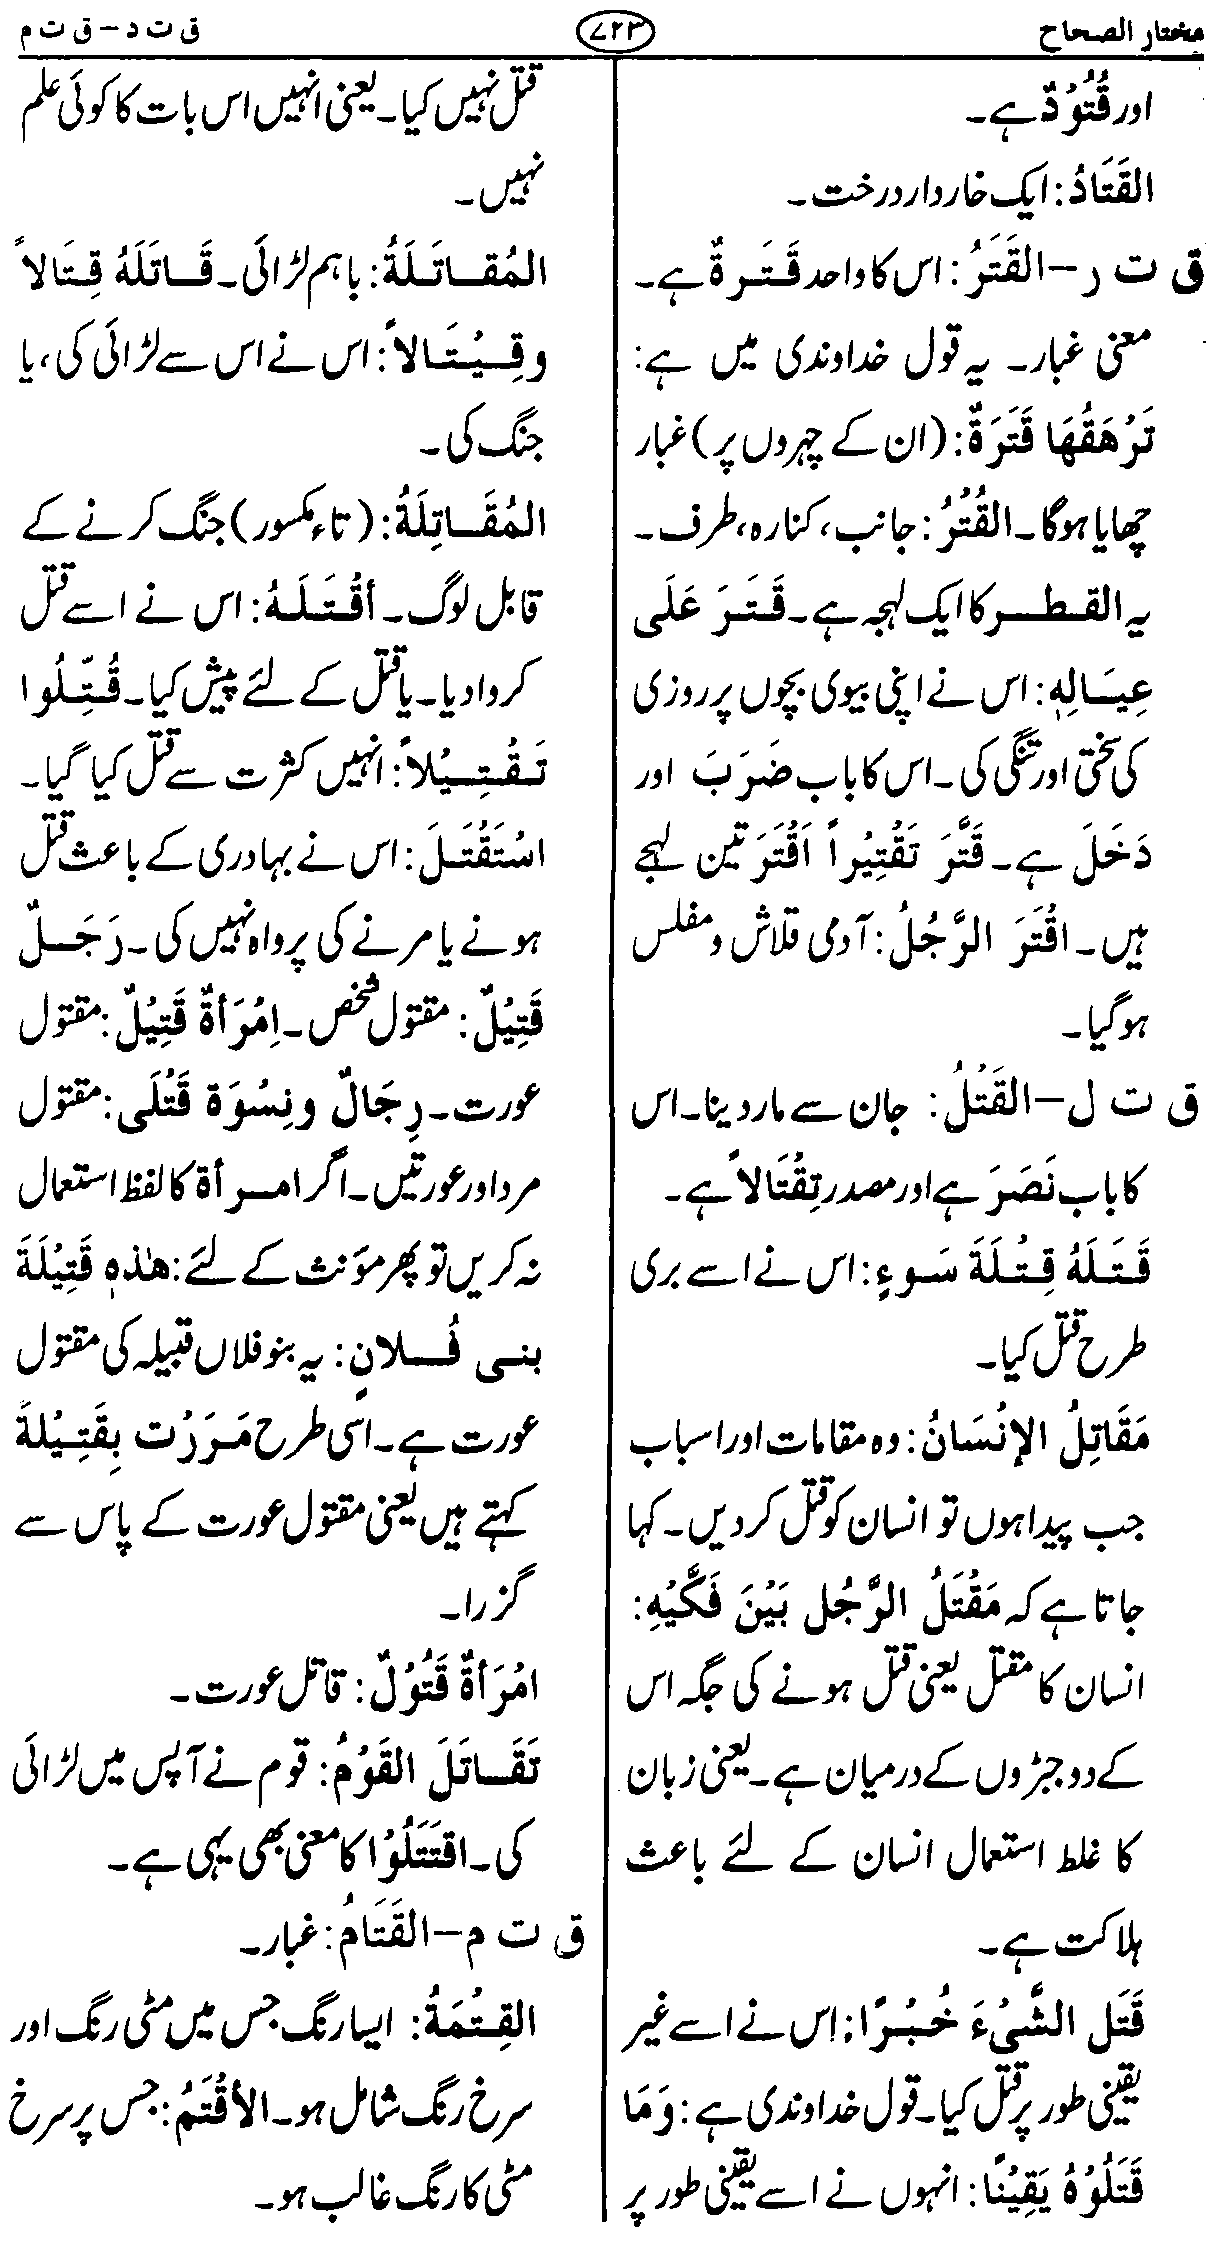 مختار الصحاح
۷۲۳
ق ت د – ق ت م
اور قُتُوْدٌ ہے۔
القَتَادُ: ایک خاردار درخت۔
ق ت ر – القَتَرُ: اس کا واحد قَتَرةٌ ہے۔
معنی غبار۔ یہ قول خداوندی میں ہے:
تَرْهَقُهَا قَتَرَةٌ: (ان کے چہروں پر) غبار
چھایا ہوگا۔ القُتْرُ: جانب، کنارہ، طرف۔
یہ القطر کا ایک لہجہ ہے۔ قَتَرَ عَلَى
عِيَالِهٖ: اس نے اپنی بیوی بچوں پر روزی
کی سختی اور تنگی کی۔ اس کا باب ضَرَبَ اور
دَخَلَ ہے۔ قَتَّرَ تَقْتِيْراً اَقْتَرَ تین لہجے
ہیں۔ اقْتَرَ الرَّجُلُ: آدمی قلاش و مفلس
ہوگیا۔
ق ت ل – القَتْلُ: جان سے مار دینا۔ اس
کا باب نَصَرَ ہے اور مصدر تِقْتَالاً ہے۔
قَتَلَهُ قِتْلَةَ سَوءٍ: اس نے اسے بری
طرح قتل کیا۔
مَقَاتِلُ الإنْسَانُ: وہ مقامات اور اسباب
جب پیدا ہوں تو انسان کو قتل کر دیں۔ کہا
جاتا ہے کہ مَقْتَلُ الرَّجُل بَيْنَ فَكَّيْهِ:
انسان کا مقتل یعنی قتل ہونے کی جگہ اس
کے دو جبڑوں کے درمیان ہے۔ یعنی زبان
کا غلط استعمال انسان کے لئے باعث
ہلاکت ہے۔
قَتَل الشَّىْءَ خُبْرًا: اس نے اسے غیر
یقینی طور پر قتل کیا۔ قول خداوندی ہے: وَمَا
قَتَلُوْهُ يَقِيْنًا: انہوں نے اسے یقینی طور پر
قتل نہیں کیا۔ یعنی انہیں اس بات کا کوئی علم
نہیں۔
المُقاتَلَةُ: باہم لڑائی۔ قَاتَلَهُ قِتَالاً
وقِيْتَالاً: اس نے اس سے لڑائی کی، یا
جنگ کی۔
المُقَاتِلَةُ: (تاء مکسور) جنگ کرنے کے
قابل لوگ۔ أقْتَلَهُ: اس نے اسے قتل
کروا دیا۔ یا قتل کے لئے پیش کیا۔ قُتِّلُوا
تَقْتِيْلاً: انہیں کثرت سے قتل کیا گیا۔
اسْتَقْتَلَ: اس نے بہادری کے باعث قتل
ہونے یا مرنے کی پرواہ نہیں کی۔ رَجَلٌ
قَتِيْلٌ: مقتول شخص۔ اِمْرَأةٌ قَتِيْلٌ: مقتول
عورت۔ رِجَالٌ ونِسْوَة قَتْلَى: مقتول
مرد اور عورتیں۔ اگر امرأة کا لفظ استعمال
نہ کریں تو پھر مؤنث کے لئے: هٰذهٖ قَتِيْلَةَ
بنی فُلانٍ: یہ بنو فلاں قبیلہ کی مقتول
عورت ہے۔ اسی طرح مَرَرْت بِقَتِيْلةَ
کہتے ہیں یعنی مقتول عورت کے پاس سے
گزرا۔
امْرَأةٌ قَتُوْلٌ: قاتل عورت۔
تَقَاتَلَ القَوْمُ: قوم نے آپس میں لڑائی
کی۔ اقتَتَلُوْا کا معنی بھی یہی ہے۔
ق ت م – القَتَامُ: غبار۔
القِتْمَةُ: ایسا رنگ جس میں مٹی رنگ اور
سرخ رنگ شامل ہو۔ الأقْتَمُ: جس پر سرخ
مٹی کا رنگ غالب ہو۔